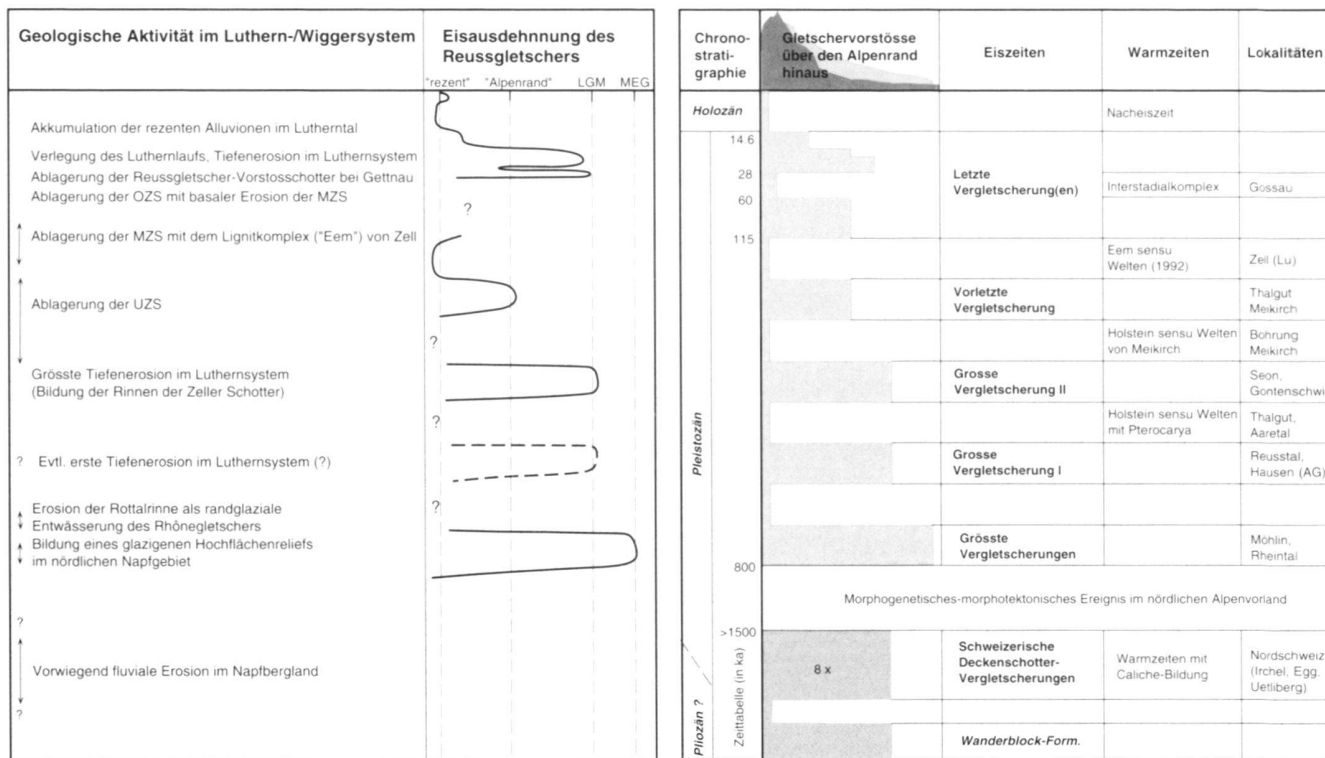 Geologische Aktivität im Luthern-/Wiggersystem
Eisausdehnnung des
Reussgletschers
"rezent" "Alpenrand" LGM MEG
Akkumulation der rezenten Alluvionen im Lutherntal
Verlegung des Luthernlaufs, Tiefenerosion im Luthernsystem
Ablagerung der Reussgletscher-Vorstosschotter bei Gettnau
Ablagerung der OZS mit basaler Erosion der MZS
?
Ablagerung der MZS mit dem Lignitkomplex ("Eem") von Zell
Ablagerung der UZS
?
Grösste Tiefenerosion im Luthernsystem
(Bildung der Rinnen der Zeller Schotter)
?
? Evtl. erste Tiefenerosion im Luthernsystem (?)
?
Erosion der Rottalrinne als randglaziale
Entwässerung des Rhônegletschers
Bildung eines glazigenen Hochflächenreliefs
im nördlichen Napfgebiet
?
Vorwiegend fluviale Erosion im Napfbergland
?
Chrono-
strati-
graphie
Gletschervorstösse
über den Alpenrand
hinaus
Eiszeiten
Warmzeiten
Lokalitäten
Holozän
Nacheiszeit
14.6
28
60
115
Letzte
Vergletscherung(en)
Interstadialkomplex
Gossau
Eem sensu
Welten (1992)
Zell (Lu)
Vorletzte
Vergletscherung
Thalgut
Meikirch
Holstein sensu Welten
von Meikirch
Bohrung
Meikirch
Grosse
Vergletscherung II
Seon,
Gontenschwi
Holstein sensu Welten
mit Pterocarya
Thalgut,
Aaretal
Pleistozän
Grosse
Vergletscherung I
Reusstal,
Hausen (AG)
Grösste
Vergletscherungen
Möhlin,
Rheintal
800
Morphogenetisches-morphotektonisches Ereignis im nördlichen Alpenvorland
>1500
8 x
Schweizerische
Deckenschotter-
Vergletscherungen
Warmzeiten mit
Caliche-Bildung
Nordschweiz
(Irchel, Egg.
Uetliberg)
Pliozän ?
Zeittabelle (in ka)
Wanderblock-Form.